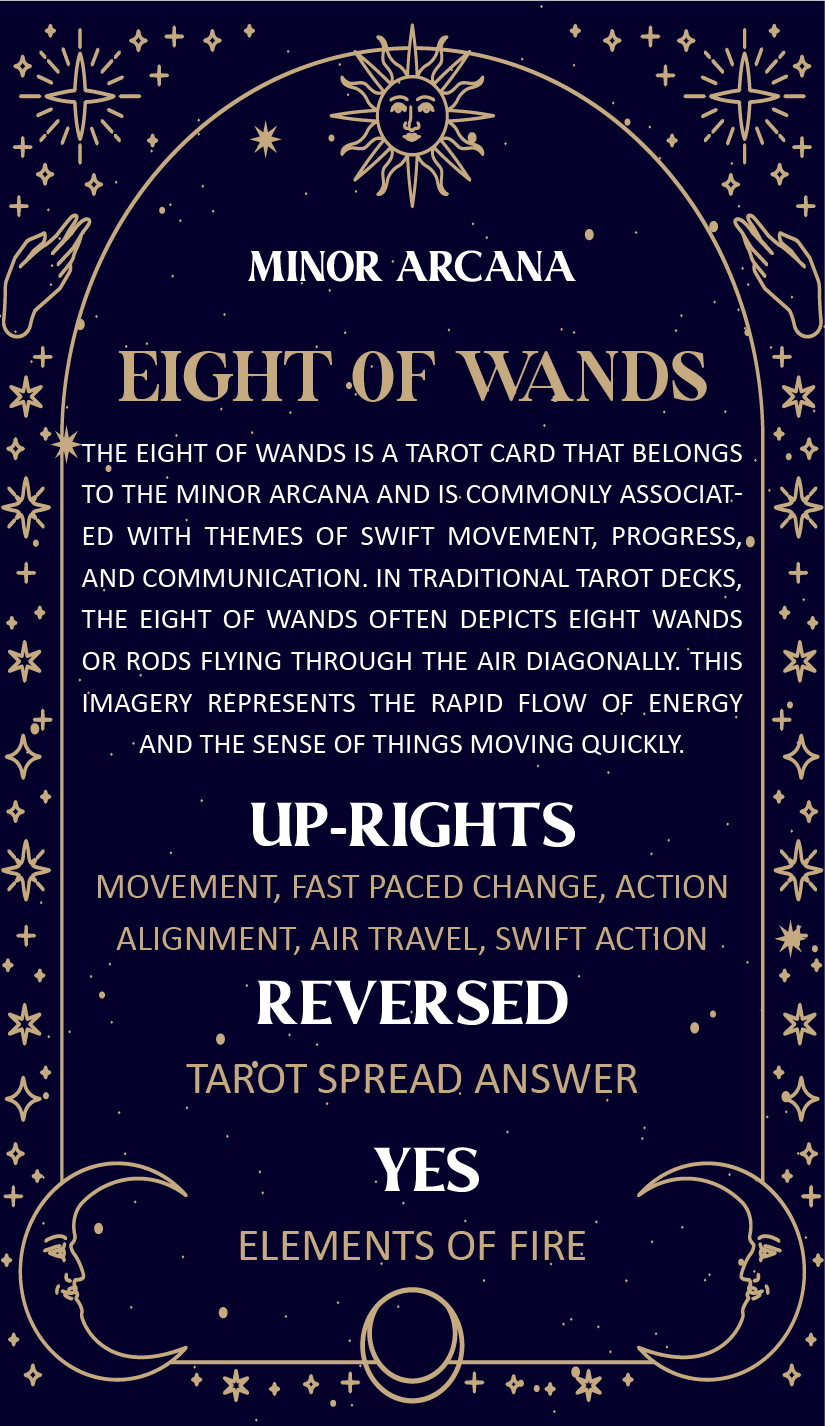 MINOR ARCANA
EIGHT OF WANDS
THE EIGHT OF WANDS IS A TAROT CARD THAT BELONGS
TO THE MINOR ARCANA AND IS COMMONLY ASSOCIAT-
ED WITH THEMES OF SWIFT MOVEMENT, PROGRESS,
AND COMMUNICATION. IN TRADITIONAL TAROT DECKS,
THE EIGHT OF WANDS OFTEN DEPICTS EIGHT WANDS
OR RODS FLYING THROUGH THE AIR DIAGONALLY. THIS
IMAGERY REPRESENTS THE RAPID FLOW OF ENERGY
AND THE SENSE OF THINGS MOVING QUICKLY.
UP-RIGHTS
MOVEMENT, FAST PACED CHANGE, ACTION
ALIGNMENT, AIR TRAVEL, SWIFT ACTION
REVERSED
TAROT SPREAD ANSWER
YES
ELEMENTS OF FIRE